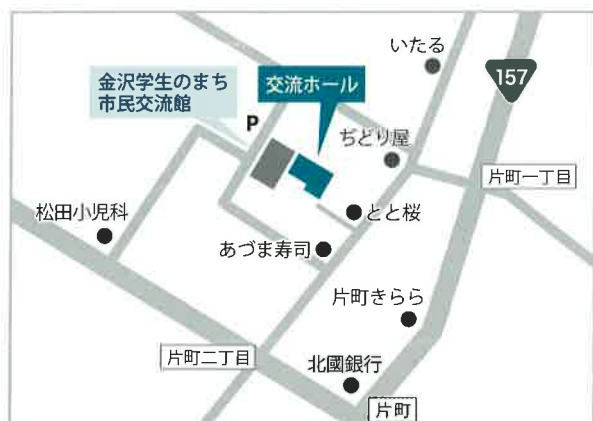 いたる
157
金沢学生のまち
市民交流館
交流ホール
P
ぢどり屋
片町一丁目
松田小児科
とと桜
あづま寿司
片町きらら
片町二丁目
北國銀行
片町